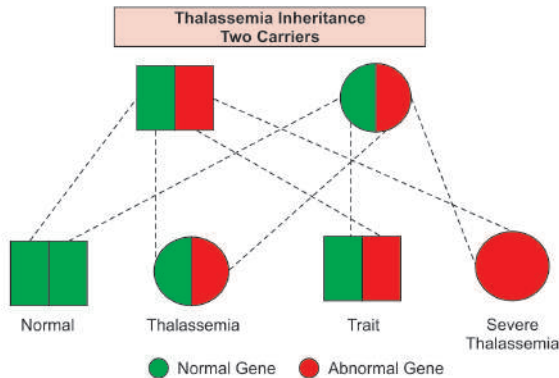 Thalassemia Inheritance
Two Carriers
Normal
Thalassemia
Trait
Severe
Thalassemia
Normal Gene
Abnormal Gene